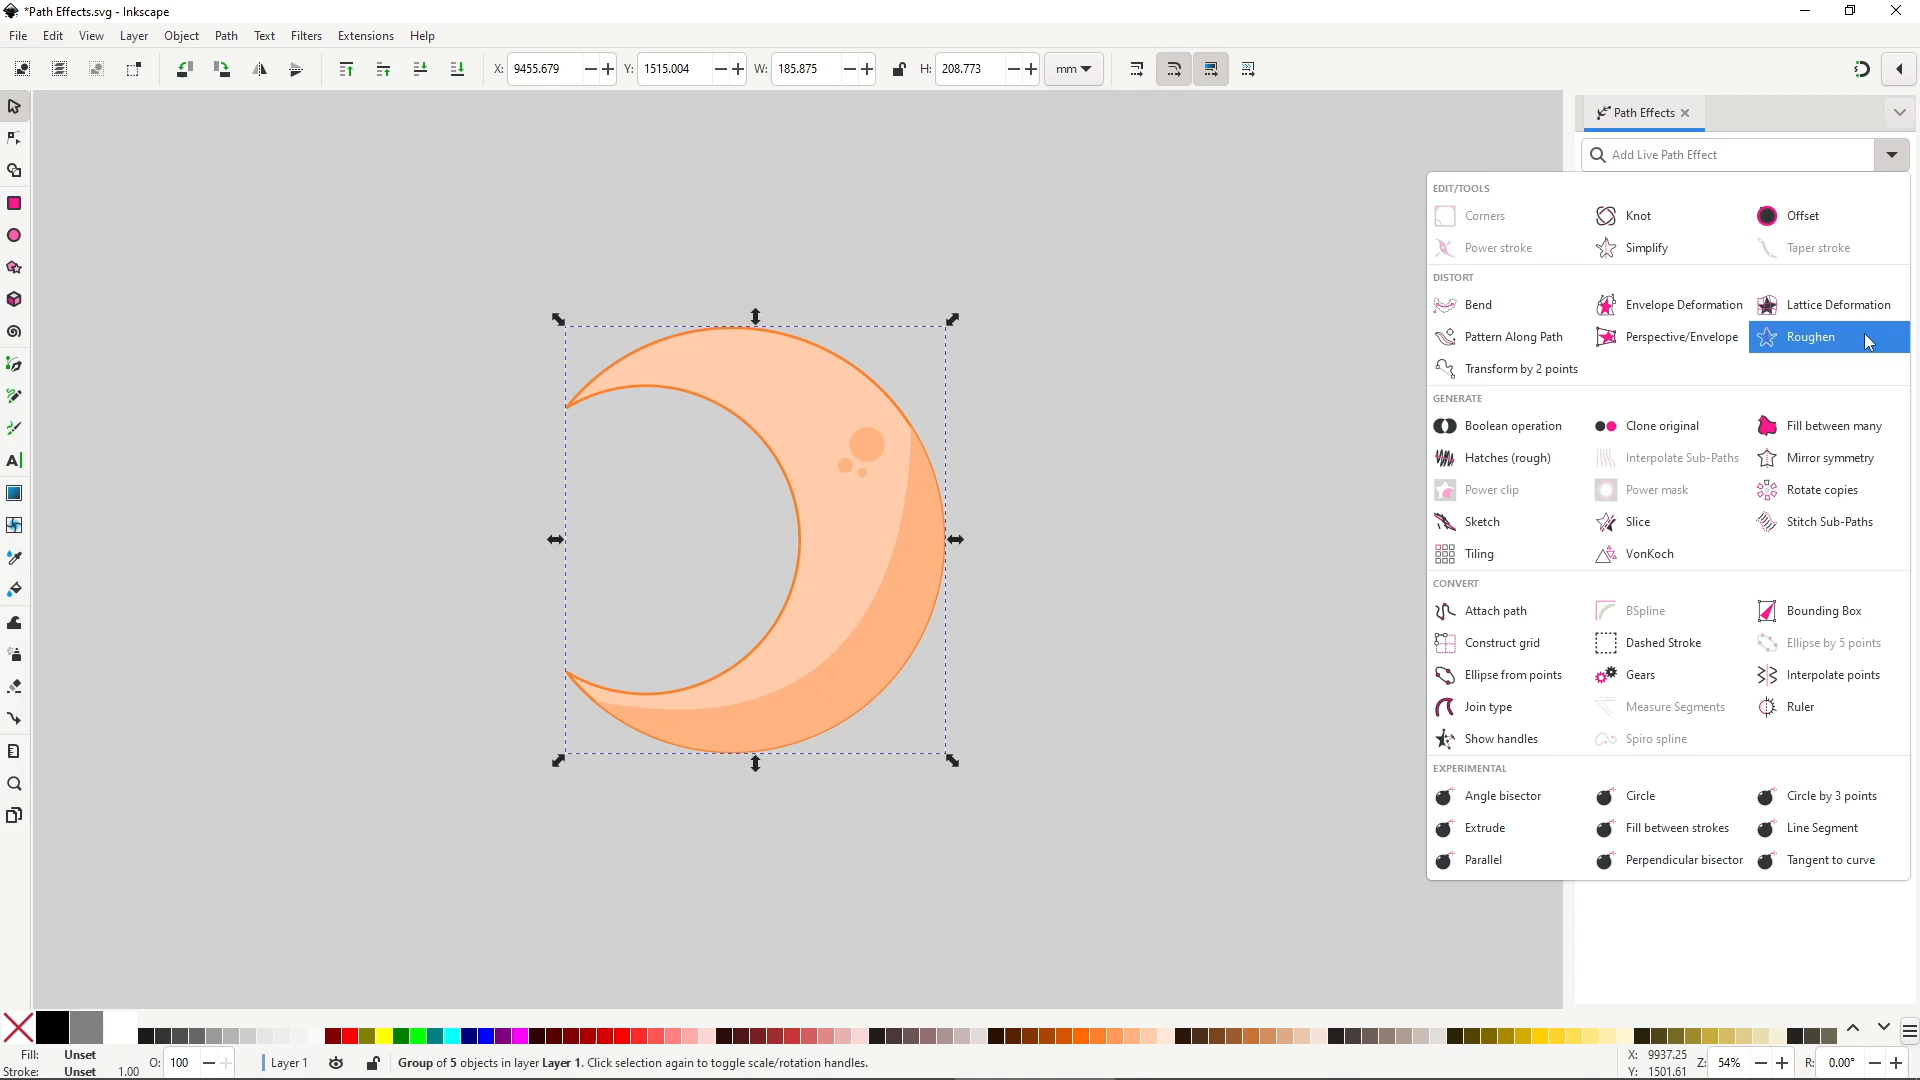 *Path Effects.svg - Inkscape
File Edit View Layer Object Path Text Filters Extensions Help
X: 9455.679 Y: 1515.004 W: 185.875 H: 208.773 mm
Path Effects
Add Live Path Effect
EDIT/TOOLS
Corners Knot Offset
Power stroke Simplify Taper stroke
DISTORT
Bend Envelope Deformation Lattice Deformation
Pattern Along Path Perspective/Envelope Roughen
Transform by 2 points
GENERATE
Boolean operation Clone original Fill between many
Hatches (rough) Interpolate Sub-Paths Mirror symmetry
Power clip Power mask Rotate copies
Sketch Slice Stitch Sub-Paths
Tiling VonKoch
CONVERT
Attach path BSpline Bounding Box
Construct grid Dashed Stroke Ellipse by 5 points
Ellipse from points Gears Interpolate points
Join type Measure Segments Ruler
Show handles Spiro spline
EXPERIMENTAL
Angle bisector Circle Circle by 3 points
Extrude Fill between strokes Line Segment
Parallel Perpendicular bisector Tangent to curve
Fill: Unset O: 100 Layer 1 Group of 5 objects in layer Layer 1. Click selection again to toggle scale/rotation handles. X: 9937.25 Z: 54% R: 0.00°
Stroke: Unset 1.00 Y: 1501.61